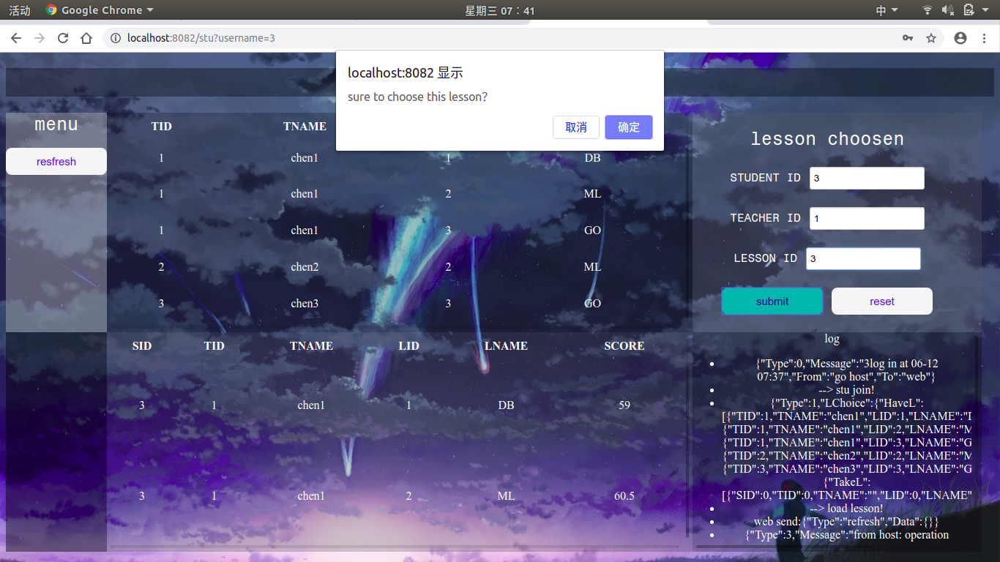 活动 Google Chrome 星期三 07：41 中
localhost:8082/stu?username=3
localhost:8082 显示
sure to choose this lesson?
取消 确定
menu
resfresh
TID TNAME
1 chen1 1 DB
1 chen1 2 ML
1 chen1 3 GO
2 chen2 2 ML
3 chen3 3 GO
SID TID TNAME LID LNAME SCORE
3 1 chen1 1 DB 59
3 1 chen1 2 ML 60.5
lesson choosen
STUDENT ID 3
TEACHER ID 1
LESSON ID 3
submit reset
log
{"Type":0,"Message":"3log in at 06-12
07:37","From":"go host","To":"web"}
--> stu join!
{"Type":1,"LChoice":{"HaveL":
[{"TID":1,"TNAME":"chen1","LID":1,"LNAME":"
{"TID":1,"TNAME":"chen1","LID":2,"LNAME":"M
{"TID":1,"TNAME":"chen1","LID":3,"LNAME":"G
{"TID":2,"TNAME":"chen2","LID":2,"LNAME":"M
{"TID":3,"TNAME":"chen3","LID":3,"LNAME":"G
{"TakeL":
[{"SID":0,"TID":0,"TNAME":"","LID":0,"LNAME"
--> load lesson!
web send:{"Type":"refresh","Data":{}}
{"Type":3,"Message":"from host: operation